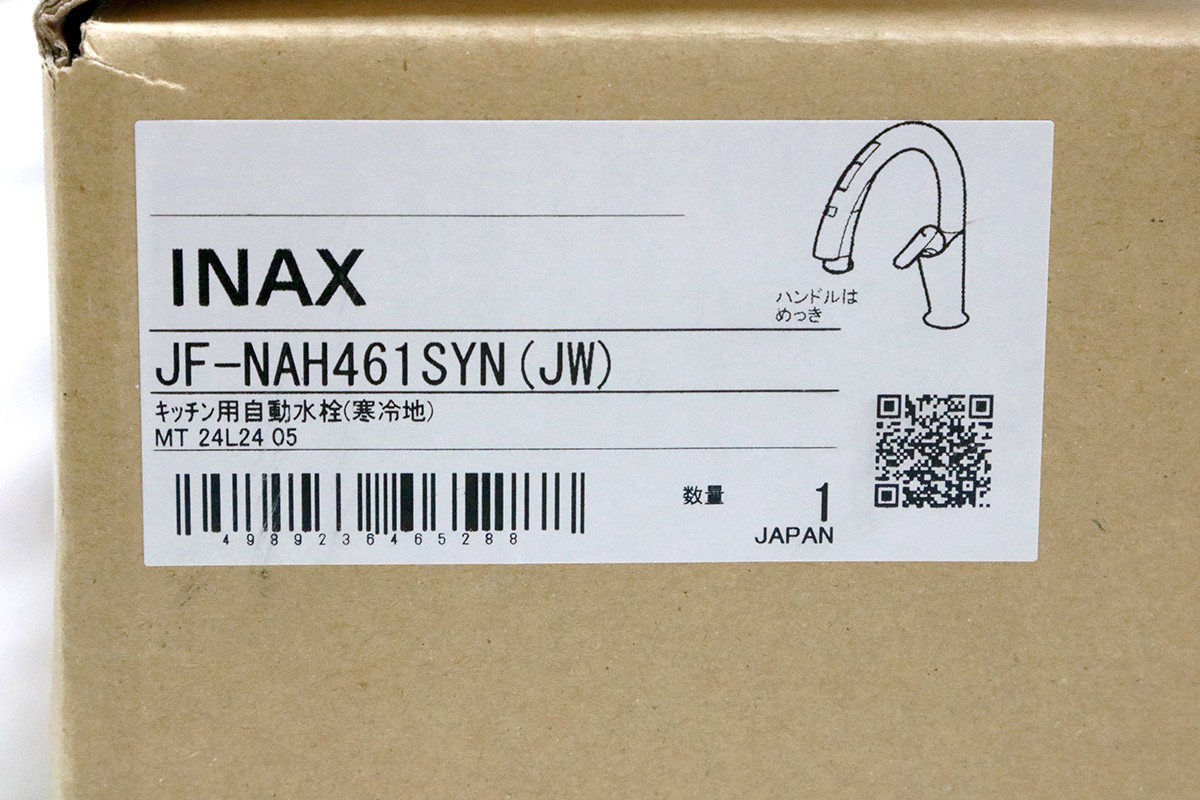 INAX
ハンドルは
めっき
JF-NAH461SYN(JW)
キッチン用自動水栓(寒冷地)
MT 24L24 05
数量 1
JAPAN
4989236465288